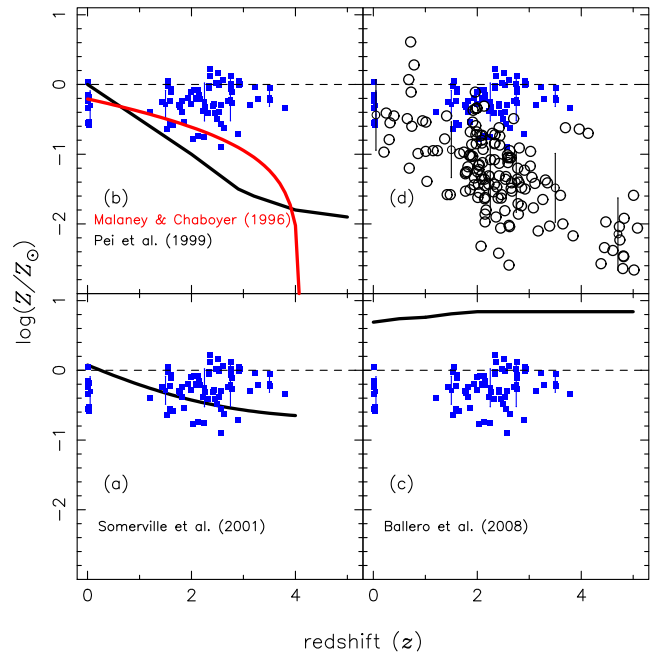 1
0
−1
−2
(b)
Malaney & Chaboyer (1996)
Pei et al. (1999)
(d)
log(Z/Z⊙)
1
0
−1
−2
(a)
Somerville et al. (2001)
(c)
Ballero et al. (2008)
0 2 4 0 2 4
redshift (z)